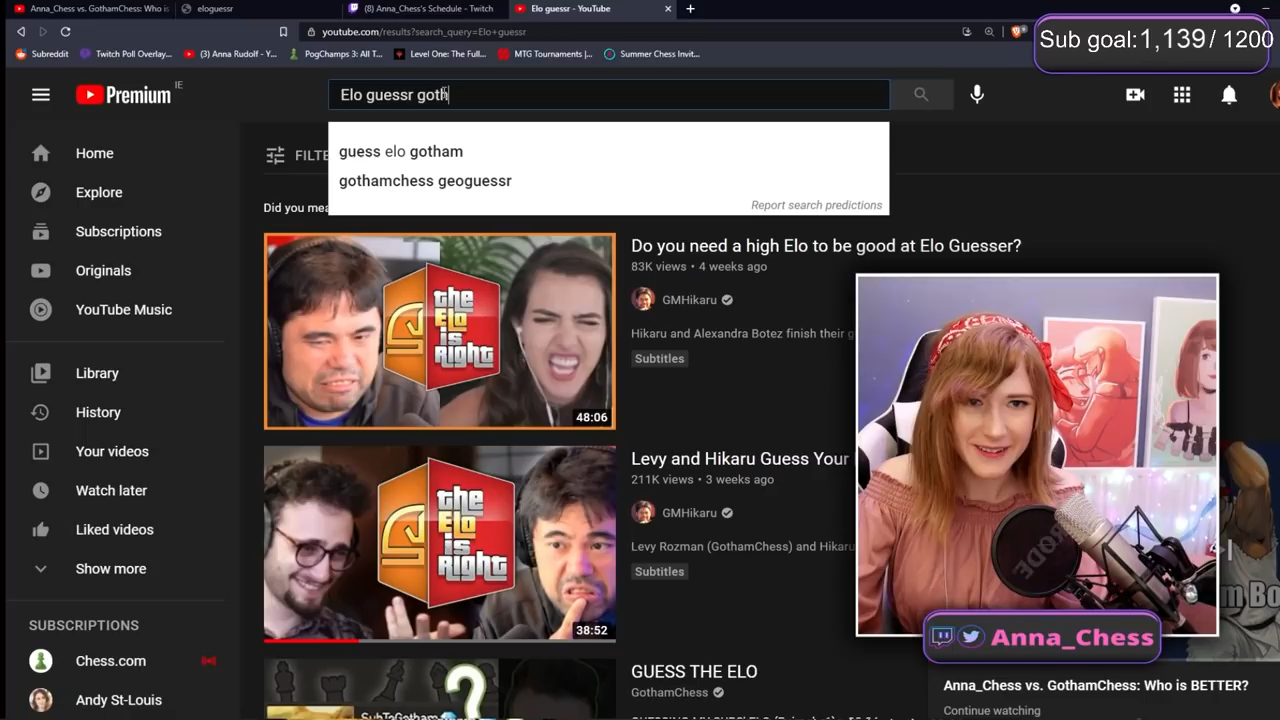 Anna_Chess vs. GothamChess: Who is
eloguessr
(8) Anna_Chess's Schedule - Twitch
Elo guessr - YouTube
youtube.com/results?search_query=Elo+guessr
Subreddit
Twitch Poll Overlay...
(3) Anna Rudolf - Y...
PogChamps 3: All T...
Level One: The Full...
MTG Tournaments |...
Summer Chess Invit...
Sub goal:1,139/ 1200
Premium
IE
Elo guessr goth
guess elo gotham
gothamchess geoguessr
Report search predictions
FILTE
Did you mea
Home
Explore
Subscriptions
Originals
YouTube Music
Library
History
Your videos
Watch later
Liked videos
Show more
SUBSCRIPTIONS
Chess.com
Andy St-Louis
the
Elo
is
Right
48:06
Do you need a high Elo to be good at Elo Guesser?
83K views • 4 weeks ago
GMHikaru
Hikaru and Alexandra Botez finish their g
Subtitles
the
Elo
is
Right
38:52
Levy and Hikaru Guess Your
211K views • 3 weeks ago
GMHikaru
Levy Rozman (GothamChess) and Hikaru
Subtitles
SubToGotham
GUESS THE ELO
GothamChess
RODE
Anna_Chess
m Bo
Anna_Chess vs. GothamChess: Who is BETTER?
Continue watching